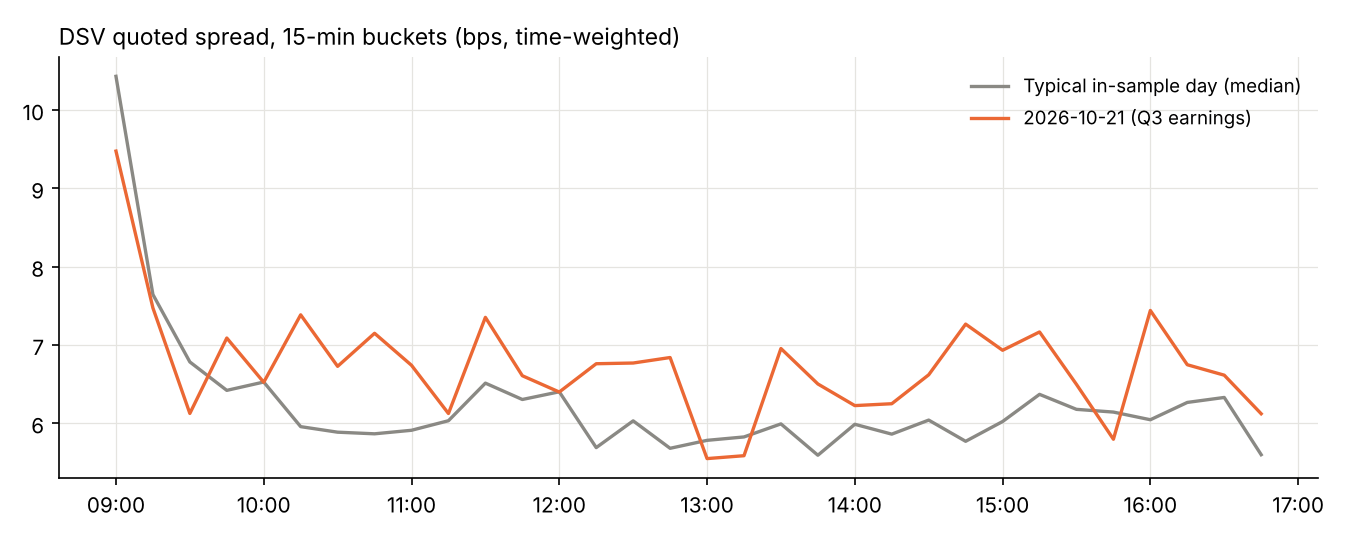 DSV quoted spread, 15-min buckets (bps, time-weighted)
Typical in-sample day (median)
2026-10-21 (Q3 earnings)
10
9
8
7
6
09:00 10:00 11:00 12:00 13:00 14:00 15:00 16:00 17:00